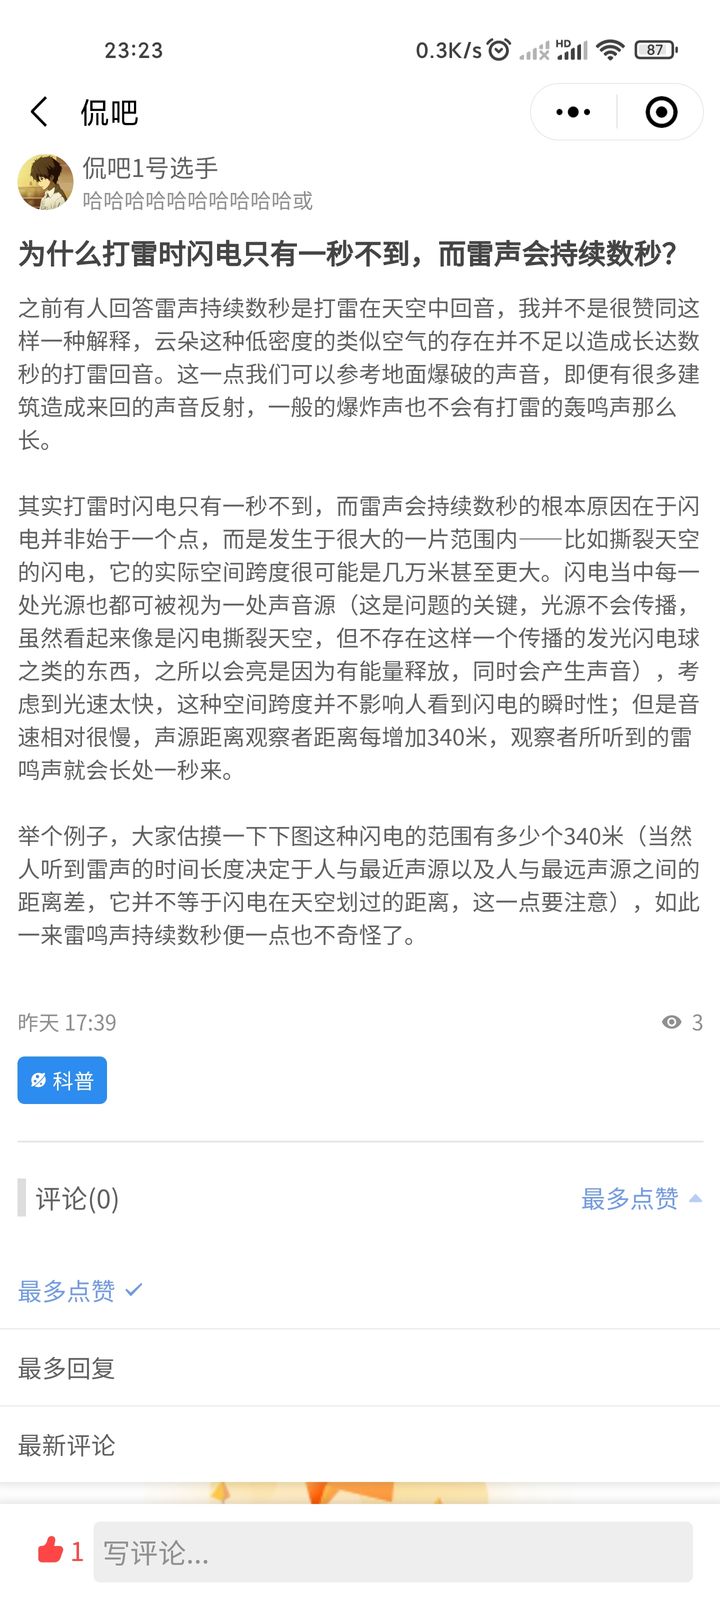 23:23
0.3K/s HD 87
侃吧
侃吧1号选手
哈哈哈哈哈哈哈哈哈哈或
为什么打雷时闪电只有一秒不到，而雷声会持续数秒？
之前有人回答雷声持续数秒是打雷在天空中回音，我并不是很赞同这
样一种解释，云朵这种低密度的类似空气的存在并不足以造成长达数
秒的打雷回音。这一点我们可以参考地面爆破的声音，即便有很多建
筑造成来回的声音反射，一般的爆炸声也不会有打雷的轰鸣声那么
长。
其实打雷时闪电只有一秒不到，而雷声会持续数秒的根本原因在于闪
电并非始于一个点，而是发生于很大的一片范围内——比如撕裂天空
的闪电，它的实际空间跨度很可能是几万米甚至更大。闪电当中每一
处光源也都可被视为一处声音源（这是问题的关键，光源不会传播，
虽然看起来像是闪电撕裂天空，但不存在这样一个传播的发光闪电球
之类的东西，之所以会亮是因为有能量释放，同时会产生声音），考
虑到光速太快，这种空间跨度并不影响人看到闪电的瞬时性；但是音
速相对很慢，声源距离观察者距离每增加340米，观察者所听到的雷
鸣声就会长处一秒来。
举个例子，大家估摸一下下图这种闪电的范围有多少个340米（当然
人听到雷声的时间长度决定于人与最近声源以及人与最远声源之间的
距离差，它并不等于闪电在天空划过的距离，这一点要注意），如此
一来雷鸣声持续数秒便一点也不奇怪了。
昨天 17:39
3
科普
评论(0)
最多点赞
最多点赞
最多回复
最新评论
1
写评论...